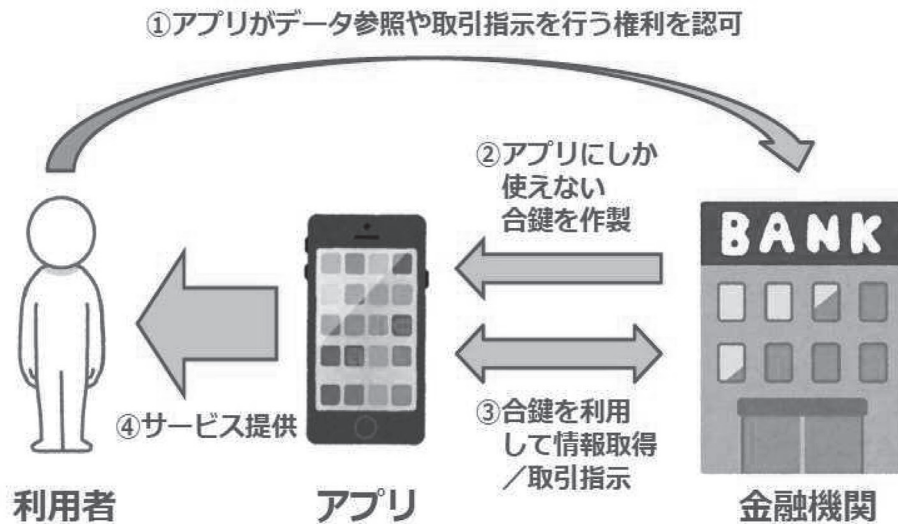 ①アプリがデータ参照や取引指示を行う権利を認可
②アプリにしか
使えない
合鍵を作製
BANK
④サービス提供
③合鍵を利用
して情報取得
／取引指示
利用者
アプリ
金融機関